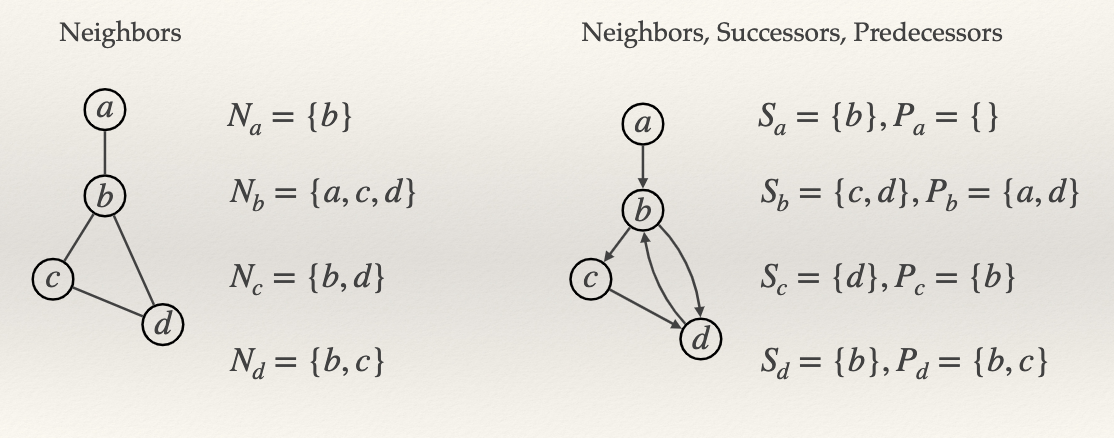 Neighbors
a
b
c
d
N_a = {b}
N_b = {a, c, d}
N_c = {b, d}
N_d = {b, c}
Neighbors, Successors, Predecessors
a
b
c
d
S_a = {b}, P_a = {}
S_b = {c, d}, P_b = {a, d}
S_c = {d}, P_c = {b}
S_d = {b}, P_d = {b, c}